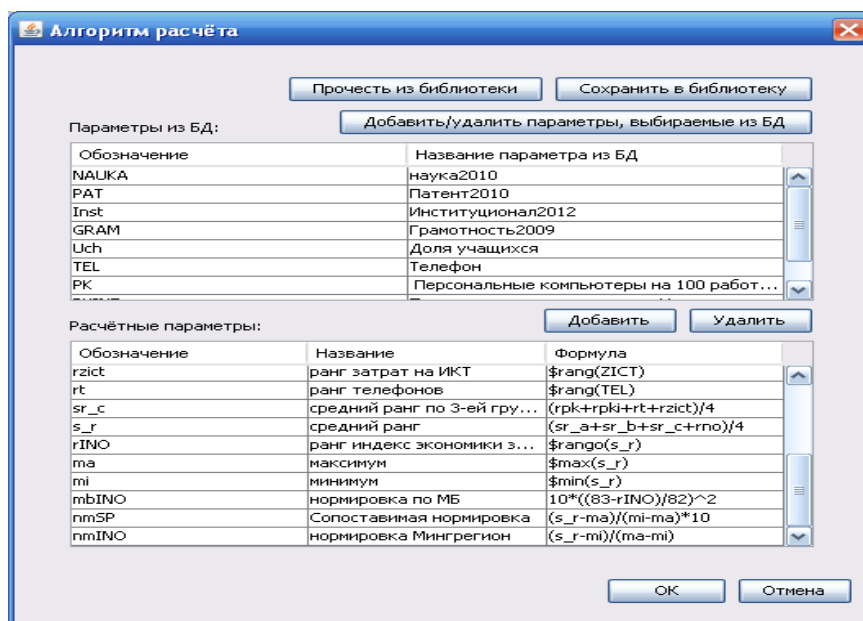 Алгоритм расчёта
Прочесть из библиотеки Сохранить в библиотеку
Параметры из БД: Добавить/удалить параметры, выбираемые из БД
Обозначение Название параметра из БД
NAUKA наука2010
PAT Патент2010
Inst Институционал2012
GRAM Грамотность2009
Uch Доля учащихся
TEL Телефон
PK Персональные компьютеры на 100 работ...
Расчётные параметры: Добавить Удалить
Обозначение Название Формула
rzict ранг затрат на ИКТ $rang(ZICT)
rt ранг телефонов $rang(TEL)
sr_c средний ранг по 3-ей гру... (rpk+rpki+rt+rzict)/4
s_r средний ранг (sr_a+sr_b+sr_c+rno)/4
rINO ранг индекс экономики з... $rango(s_r)
ma максимум $max(s_r)
mi минимум $min(s_r)
mbINO нормировка по МБ 10*((83-rINO)/82)^2
nmSP Сопоставимая нормировка (s_r-ma)/(mi-ma)*10
nmINO нормировка Мингрегион (s_r-mi)/(ma-mi)
OK Отмена